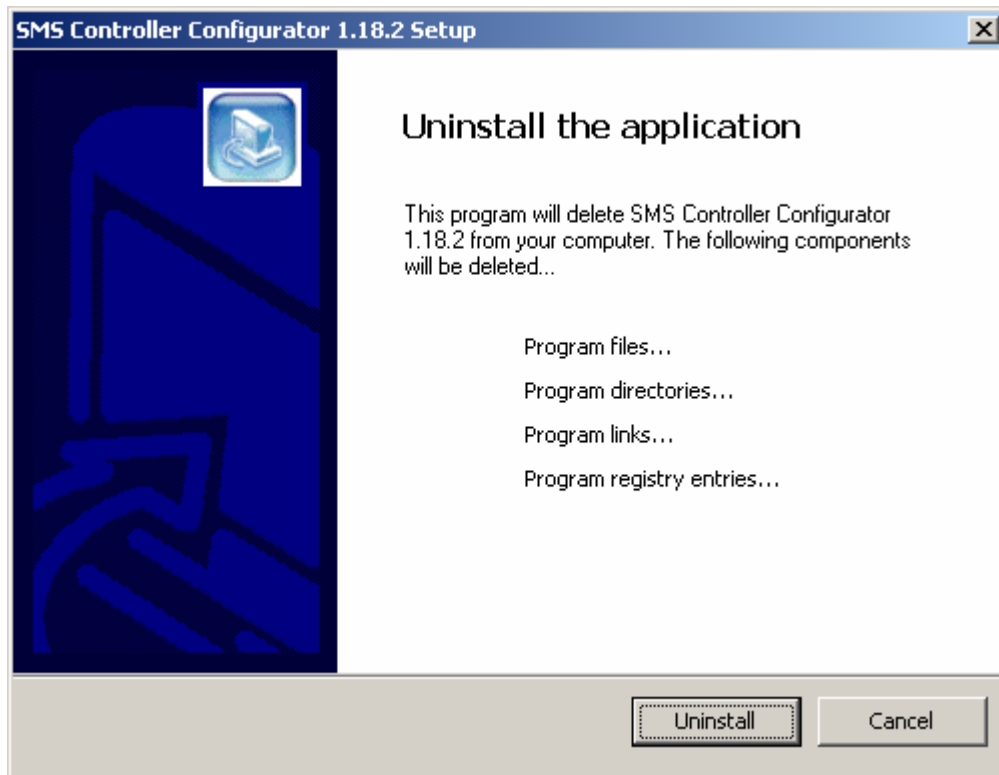 SMS Controller Configurator 1.18.2 Setup
Uninstall the application
This program will delete SMS Controller Configurator
1.18.2 from your computer. The following components
will be deleted...
Program files...
Program directories...
Program links...
Program registry entries...
Uninstall
Cancel